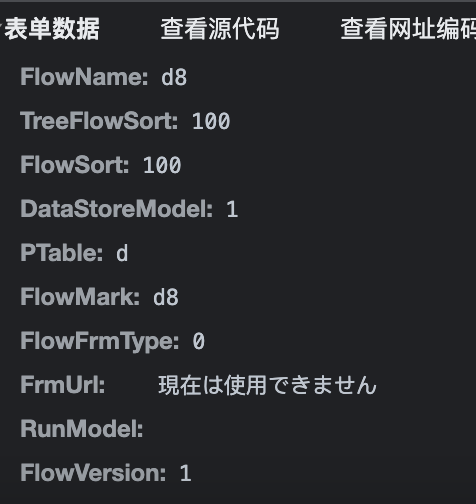 表单数据 查看源代码 查看网址编码
FlowName: d8
TreeFlowSort: 100
FlowSort: 100
DataStoreModel: 1
PTable: d
FlowMark: d8
FlowFrmType: 0
FrmUrl: 現在は使用できません
RunModel:
FlowVersion: 1